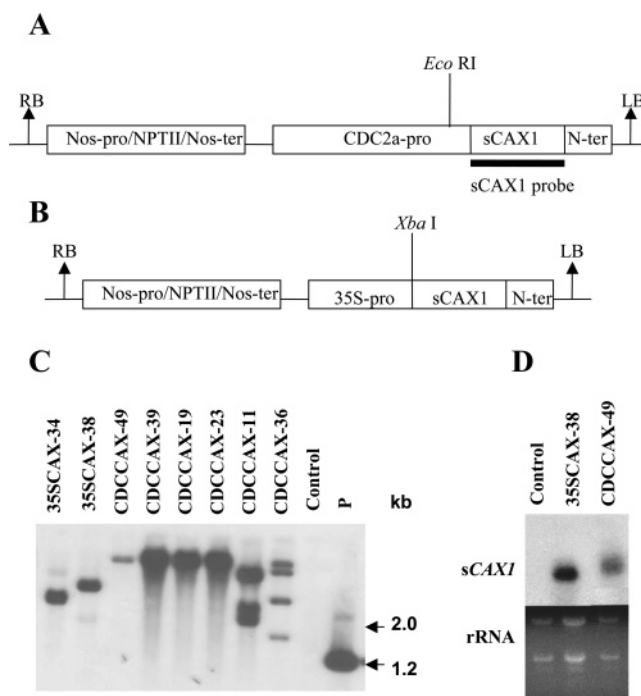 A
Eco RI
RB
LB
Nos-pro/NPTII/Nos-ter
CDC2a-pro
sCAX1
N-ter
sCAX1 probe
B
Xba I
RB
LB
Nos-pro/NPTII/Nos-ter
35S-pro
sCAX1
N-ter
C
35SCAX-34
35SCAX-38
CDCCAX-49
CDCCAX-39
CDCCAX-19
CDCCAX-23
CDCCAX-11
CDCCAX-36
Control
P
kb
2.0
1.2
D
Control
35SCAX-38
CDCCAX-49
sCAX1
rRNA